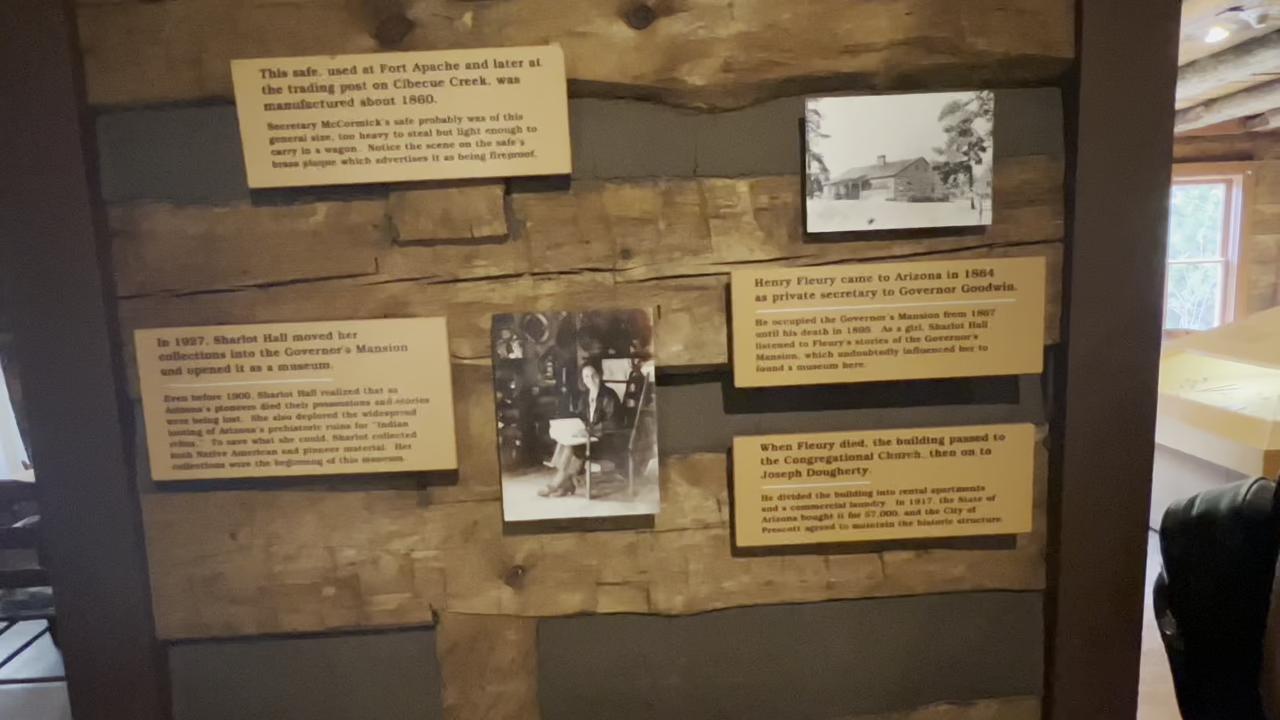 This safe, used at Fort Apache and later at
the trading post on Cibecue Creek, was
manufactured about 1860.
Secretary McCormick's safe probably was of this
general size, too heavy to steal but light enough to
carry in a wagon. Notice the scene on the safe's
brass plaque which advertises it as being fireproof.
In 1927, Sharlot Hall moved her
collections into the Governor's Mansion
and opened it as a museum.
Even before 1900, Sharlot Hall realized that as
Arizona's pioneers died their possessions and stories
were being lost. She also deplored the widespread
looting of Arizona's prehistoric ruins for "Indian
relics." To save what she could, Sharlot collected
both Native American and pioneer material. Her
collections were the beginning of this museum.
Henry Fleury came to Arizona in 1864
as private secretary to Governor Goodwin.
He occupied the Governor's Mansion from 1867
until his death in 1895. As a girl, Sharlot Hall
listened to Fleury's stories of the Governor's
Mansion, which undoubtedly influenced her to
found a museum here.
When Fleury died, the building passed to
the Congregational Church, then on to
Joseph Dougherty.
He divided the building into rental apartments
and a commercial laundry. In 1917, the State of
Arizona bought it for $7,000, and the City of
Prescott agreed to maintain the historic structure.